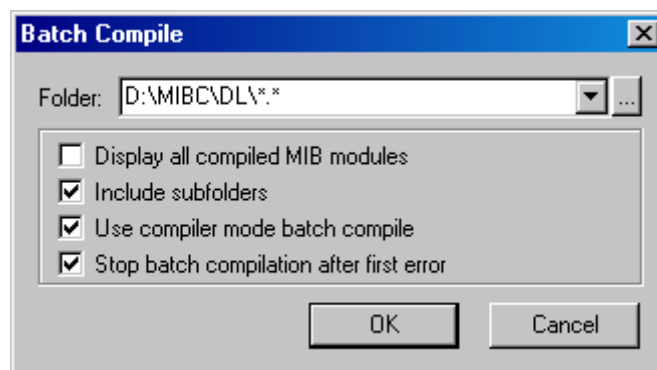 Batch Compile
Folder: D:\MIBC\DL\*.* ...
Display all compiled MIB modules
Include subfolders
Use compiler mode batch compile
Stop batch compilation after first error
OK Cancel